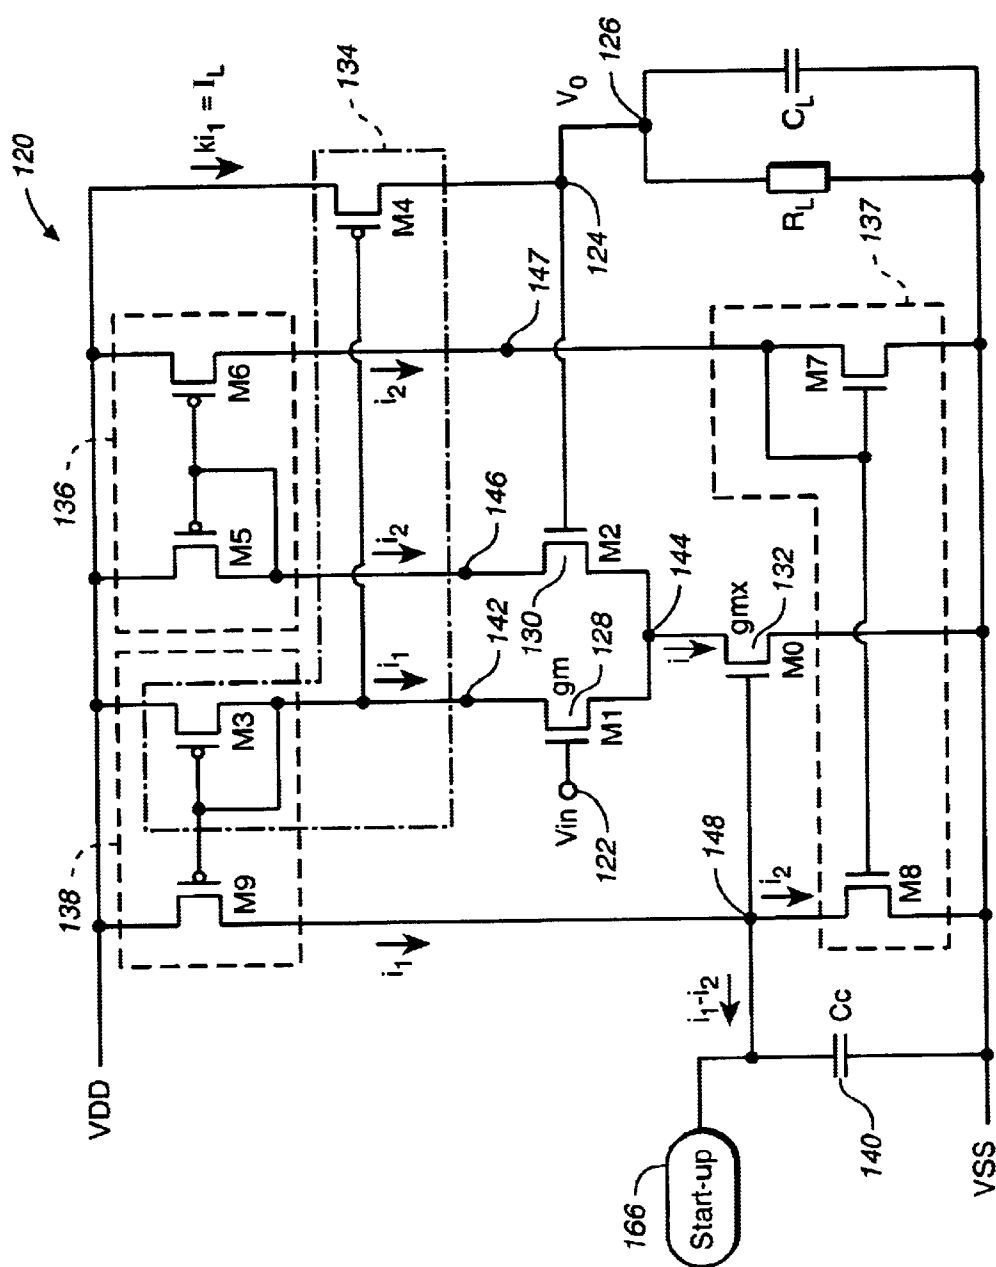 120
ki1 = IL
134
126
V0
CL
RL
124
137
136
M6
M4
147
i2
M7
M5
146
i2
M2
130
144
gmx
132
M0
i
138
M3
142
i1
gm
128
M1
Vin
122
M9
i1
148
i2
M8
i1-i2
Cc
140
VDD
VSS
166
Start-up